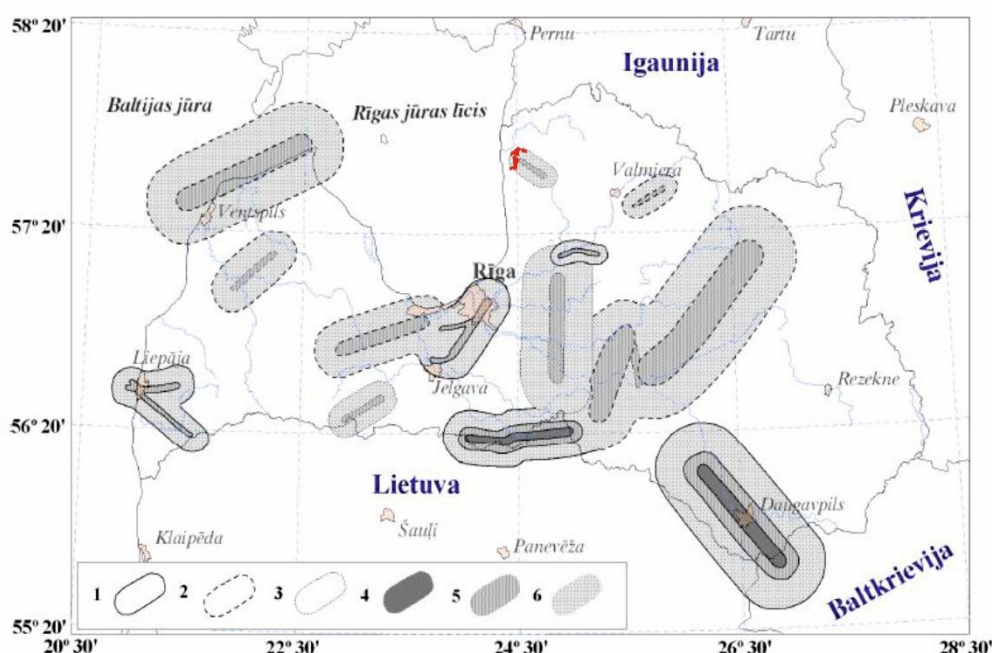 58° 20'
Pernu
Tartu
Igaunija
Baltijas jūra
Rīgas jūras līcis
Pleskava
Valmiera
Krievija
57° 20'
Ventspils
Rīga
Liepāja
Jelgava
Rezekne
56° 20'
Lietuva
Daugavpils
Šauļi
Klaipēda
Panevēža
Baltkrievija
1 2 3 4 5 6
55° 20'
20° 30' 22° 30' 24° 30' 26° 30' 28° 30'